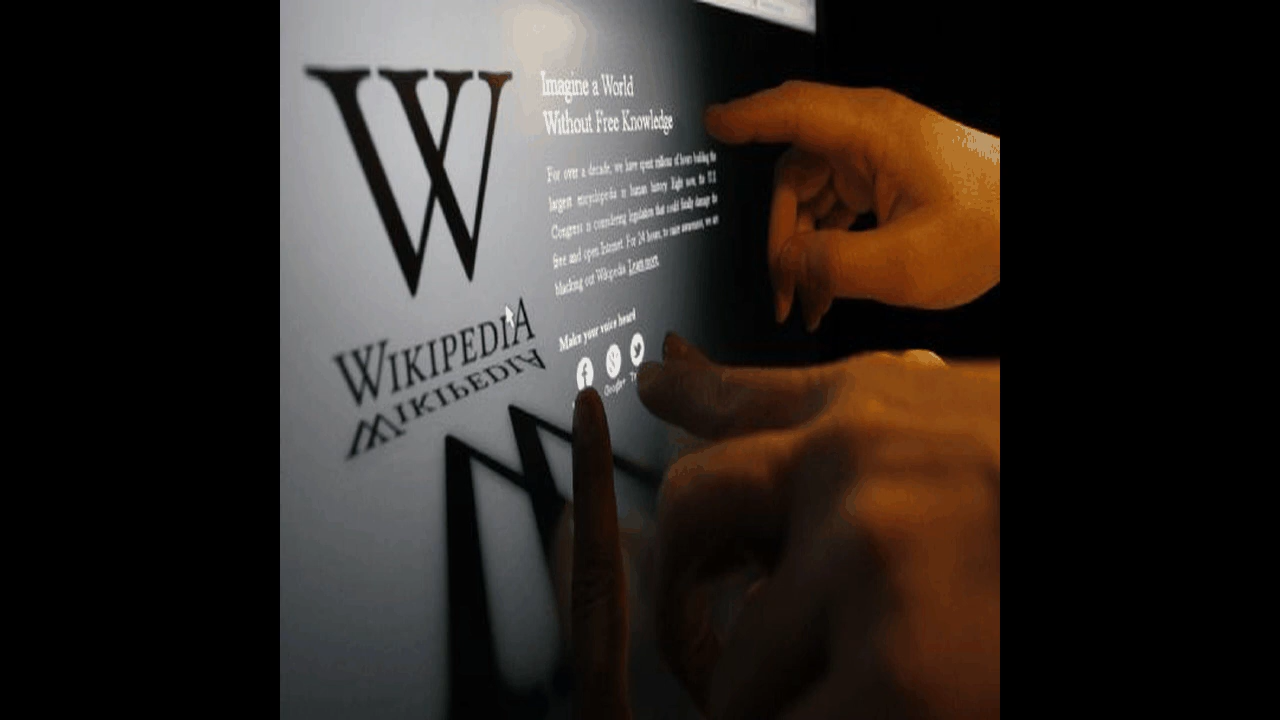 W
WIKIPEDIA
Imagine a World
Without Free Knowledge
For over a decade, we have spent millions of hours building the
largest encyclopedia in human history. Right now, the U.S.
Congress is considering legislation that could fatally damage the
free and open Internet. For 24 hours, to raise awareness, we are
blacking out Wikipedia. Learn more.
Make your voice heard
Google+